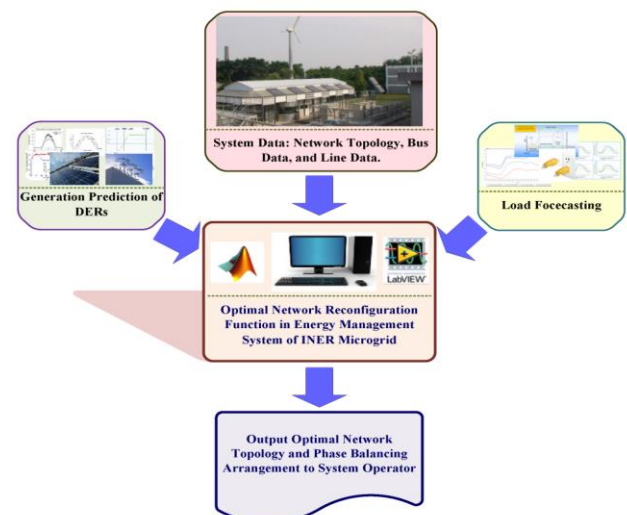 System Data: Network Topology, Bus
Data, and Line Data.
Generation Prediction of
DERs
Load Focecasting
LabVIEW
Optimal Network Reconfiguration
Function in Energy Management
System of INER Microgrid
Output Optimal Network
Topology and Phase Balancing
Arrangement to System Operator